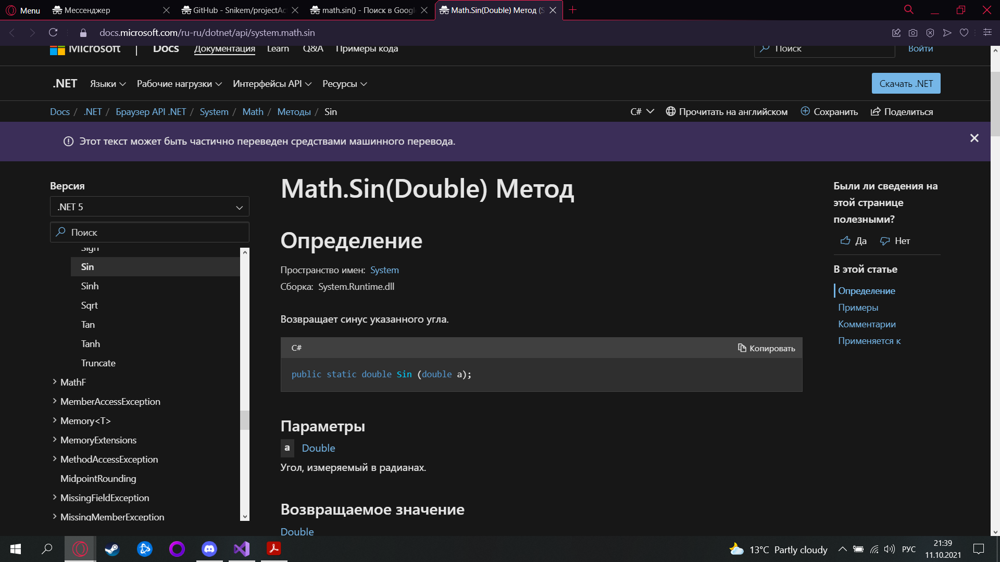 Menu
Мессенджер
GitHub - Snikem/projectAc
math.sin() - Поиск в Googl
Math.Sin(Double) Метод (S
docs.microsoft.com/ru-ru/dotnet/api/system.math.sin
Microsoft
Docs
Документация
Learn
Q&A
Примеры кода
Поиск
Войти
.NET
Языки
Рабочие нагрузки
Интерфейсы API
Ресурсы
Скачать .NET
Docs / .NET / Браузер API .NET / System / Math / Методы / Sin
C#
Прочитать на английском
Сохранить
Поделиться
Этот текст может быть частично переведен средствами машинного перевода.
Версия
.NET 5
Поиск
Sign
Sin
Sinh
Sqrt
Tan
Tanh
Truncate
MathF
MemberAccessException
Memory<T>
MemoryExtensions
MethodAccessException
MidpointRounding
MissingFieldException
MissingMemberException
Math.Sin(Double) Метод
Определение
Пространство имен: System
Сборка: System.Runtime.dll
Возвращает синус указанного угла.
C#
Копировать
public static double Sin (double a);
Параметры
a Double
Угол, измеряемый в радианах.
Возвращаемое значение
Double
Были ли сведения на
этой странице
полезными?
Да
Нет
В этой статье
Определение
Примеры
Комментарии
Применяется к
13°C Partly cloudy
РУС
21:39
11.10.2021